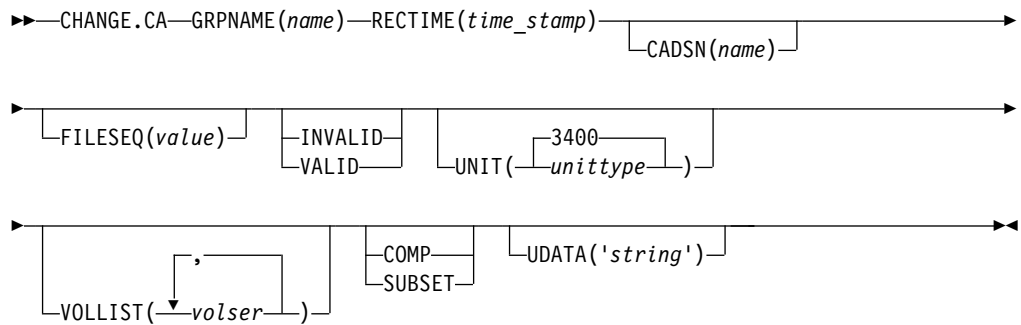 CHANGE.CA GRPNAME(name) RECTIME(time_stamp)
CADSN(name)
FILESEQ(value)
INVALID
VALID
UNIT(
3400
unittype
)
VOLLIST(
,
volser
)
COMP
SUBSET
UDATA('string')